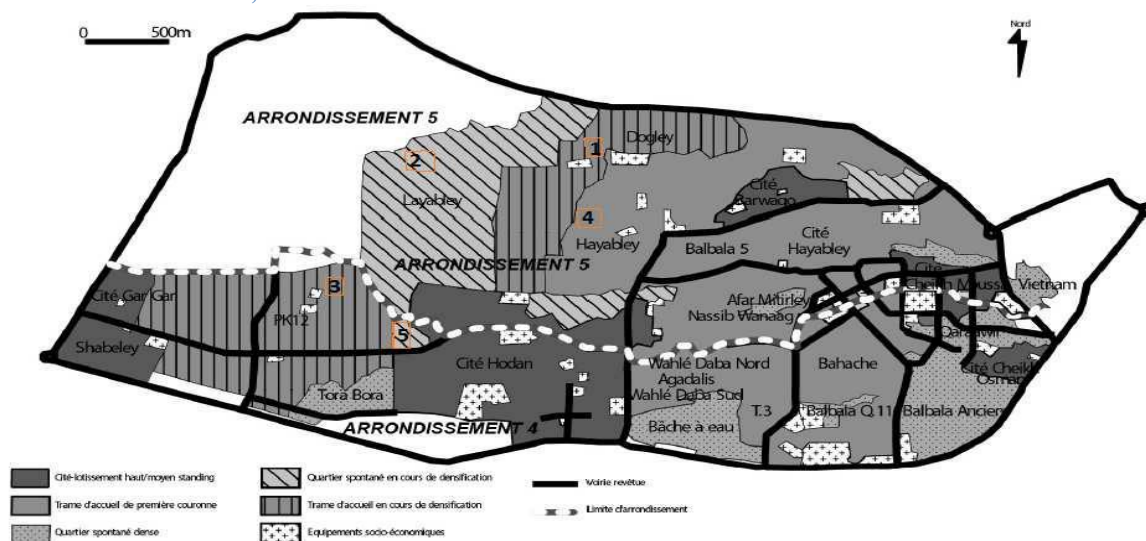 0 500m
Nord
ARRONDISSEMENT 5
Dogley
1
2
Layabley
Cité
Barwaqo
4
Hayabley
Cité
Hayabley
Balbala 5
ARRONDISSEMENT 5
Cité
Cheikh Moussa
Vietnam
3
Cité Gar Gar
PK12
Afar Mitirley
Nassib Wanaag
5
Shabeley
Cité Hodan
Wahlé Daba Nord
Agadalis
Wahlé Daba Sud
Bahache
Cité Cheikh
Osman
Tora Bora
T.3
Balbala Q.11
Balbala Ancien
Bâche à eau
ARRONDISSEMENT 4
Cité-lotissement haut/moyen standing
Quartier spontané en cours de densification
Voirie revêtue
Trame d'accueil de première couronne
Trame d'accueil en cours de densification
Limite d'arrondissement
Quartier spontané dense
Equipements socio-économiques